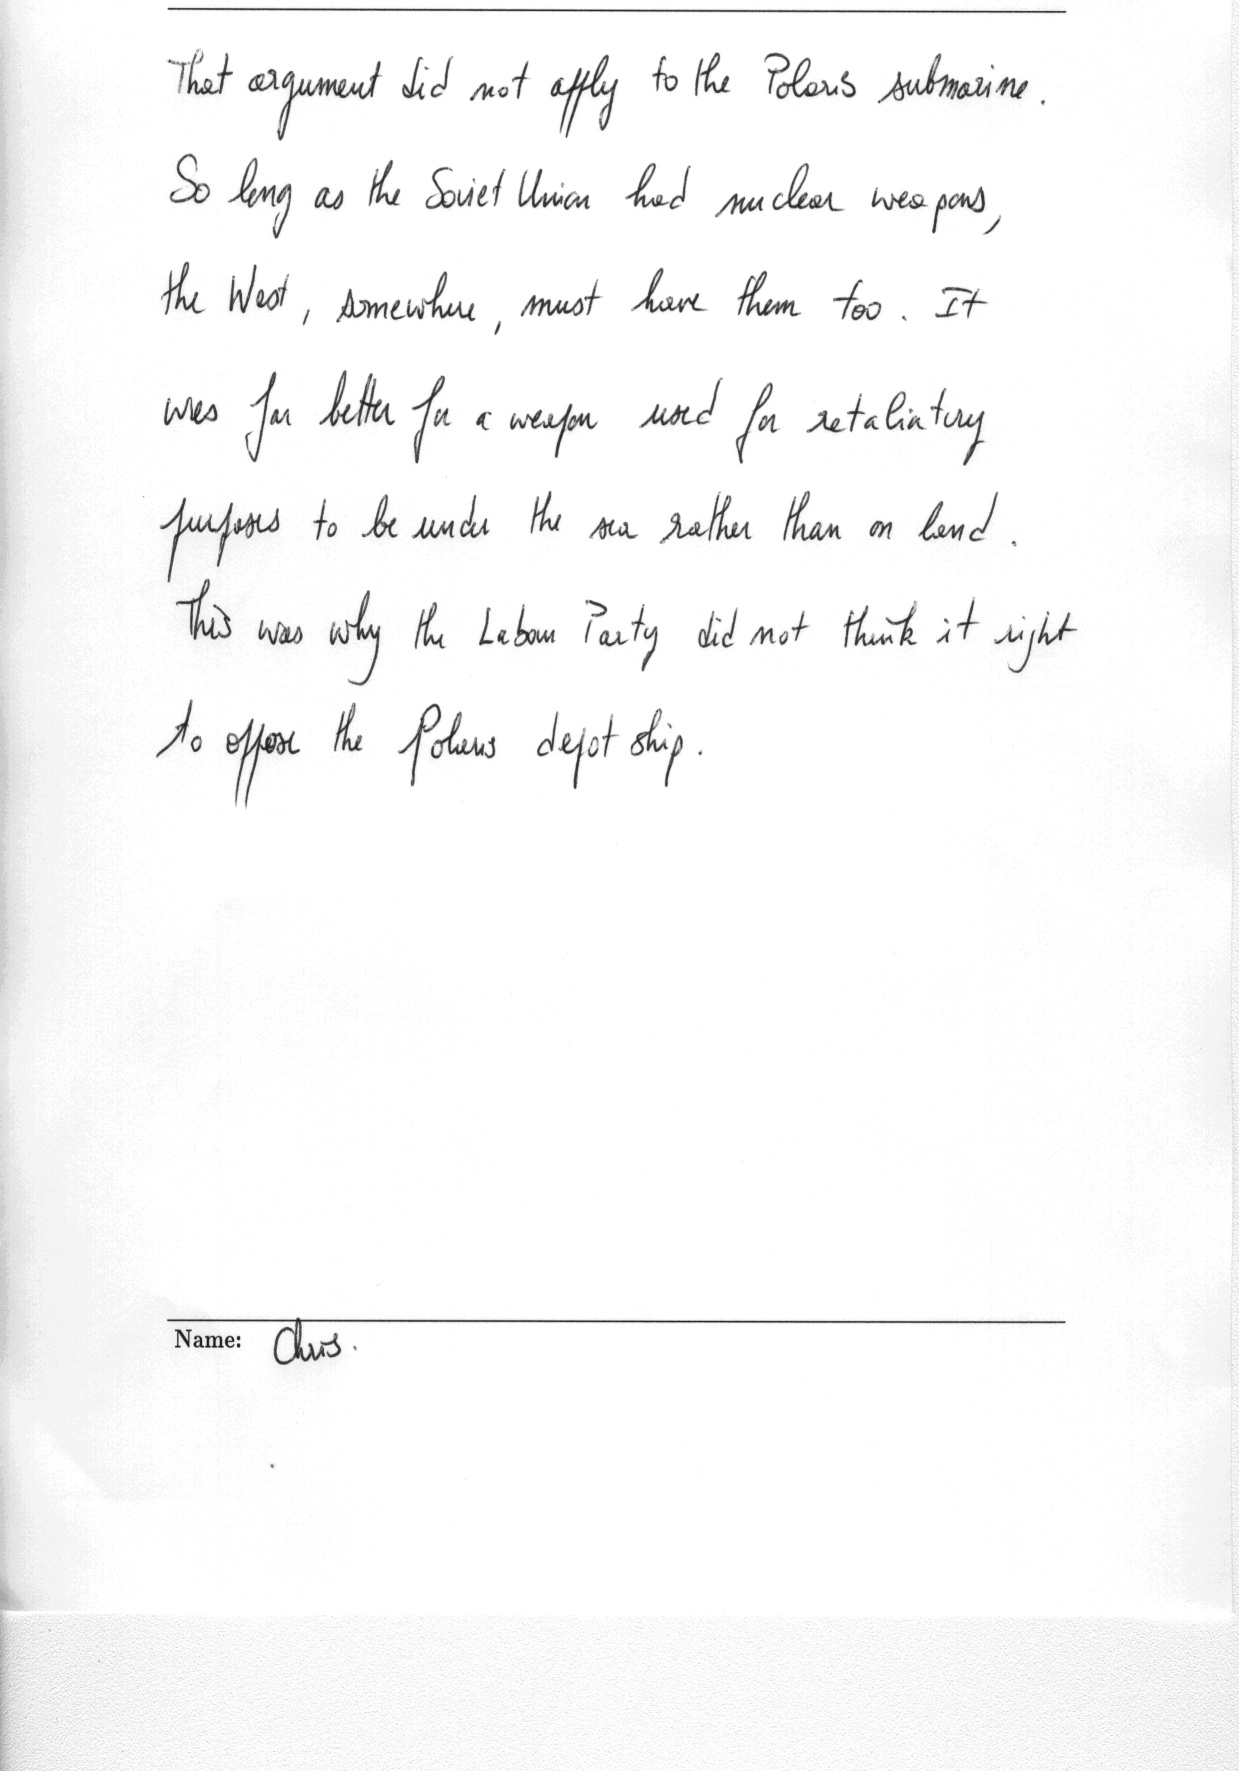 That argument did not apply to the Polaris submarine.
So long as the Soviet Union had nuclear weapons,
the West, somewhere, must have them too. It
was far better for a weapon used for retaliatory
purposes to be under the sea rather than on land.
This was why the Labour Party did not think it right
to oppose the Polaris depot ship.
Name: Chris.